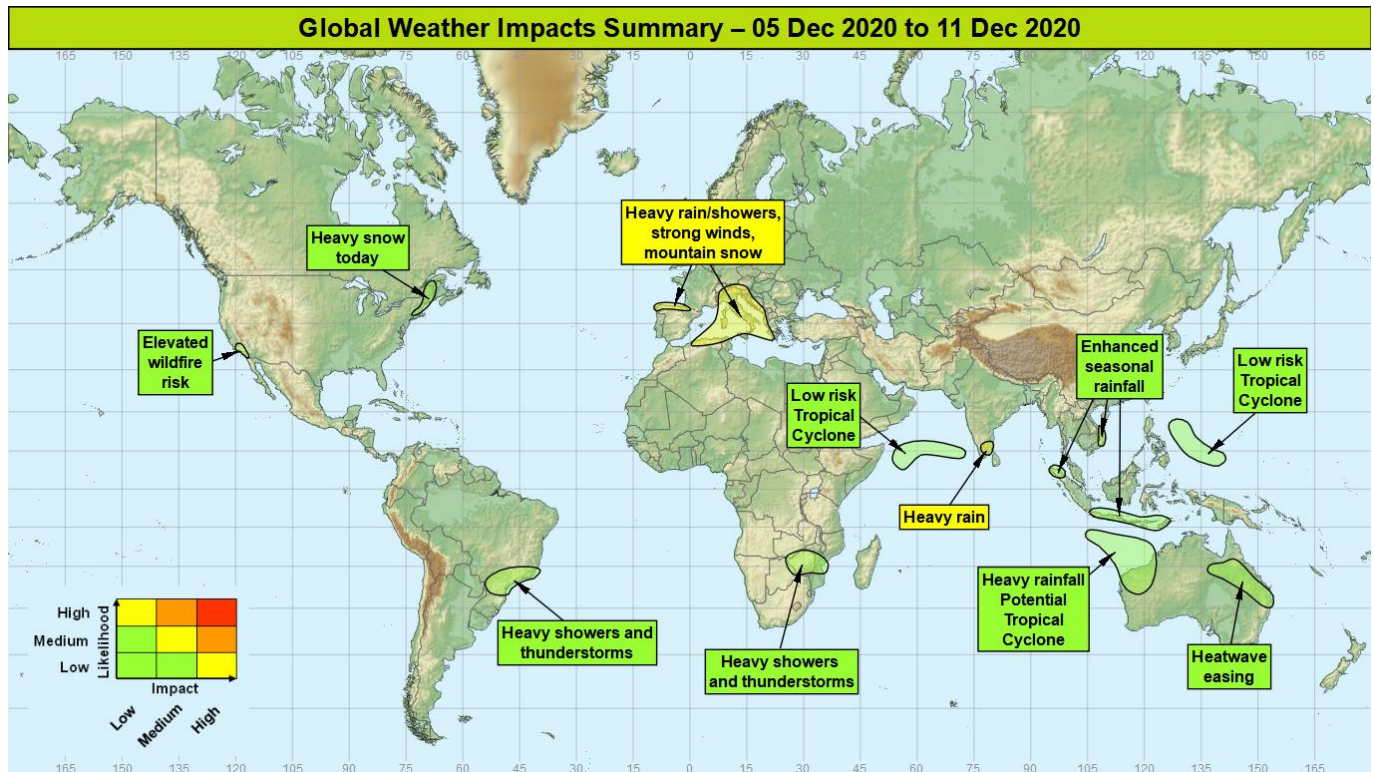 Global Weather Impacts Summary – 05 Dec 2020 to 11 Dec 2020
165 150 135 120 105 90 75 60 45 30 15 0 15 30 45 60 75 90 105 120 135 150 165
Heavy rain/showers,
strong winds,
mountain snow
Heavy snow
today
Elevated
wildfire
risk
Enhanced
seasonal
rainfall
Low risk
Tropical
Cyclone
Low risk
Tropical
Cyclone
Heavy rain
Heavy rainfall
Potential
Tropical
Cyclone
Heatwave
easing
Heavy showers and
thunderstorms
Heavy showers
and thunderstorms
High
Medium
Low
Likelihood
Impact
Low
Medium
High
165 150 135 120 105 90 75 60 45 30 15 0 15 30 45 60 75 90 105 120 135 150 165